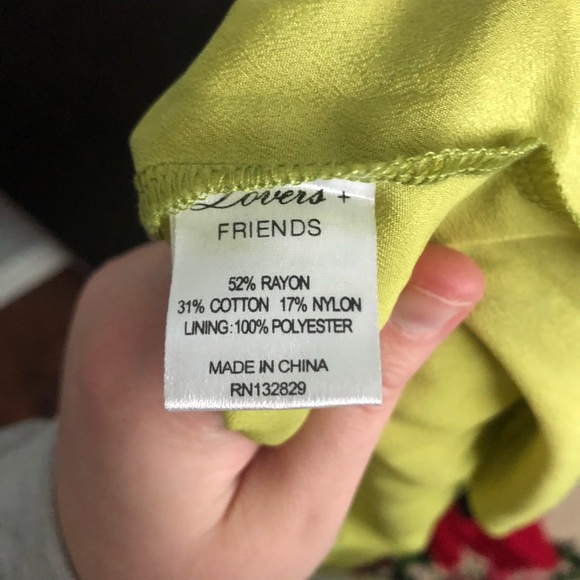 Lovers +
FRIENDS
52% RAYON
31% COTTON 17% NYLON
LINING:100% POLYESTER
MADE IN CHINA
RN132829